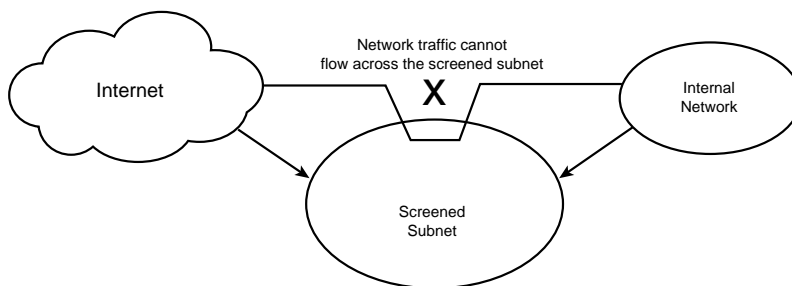 Network traffic cannot
flow across the screened subnet
X
Internet
Internal
Network
Screened
Subnet